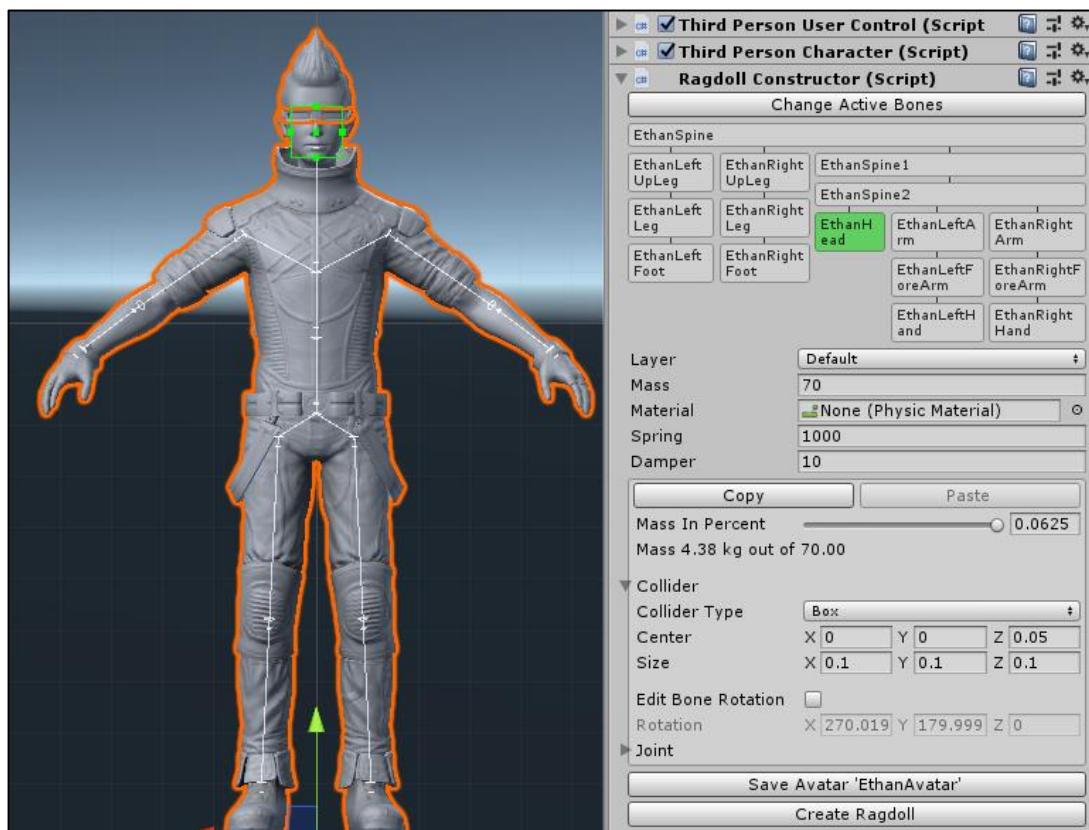 Third Person User Control (Script
Third Person Character (Script)
Ragdoll Constructor (Script)
Change Active Bones
EthanSpine
EthanLeft
UpLeg
EthanRight
UpLeg
EthanSpine1
EthanSpine2
EthanLeft
Leg
EthanRight
Leg
EthanH
ead
EthanLeftA
rm
EthanRight
Arm
EthanLeft
Foot
EthanRight
Foot
EthanLeftF
oreArm
EthanRightF
oreArm
EthanLeftH
and
EthanRight
Hand
Layer Default
Mass 70
Material None (Physic Material)
Spring 1000
Damper 10
Copy Paste
Mass In Percent 0.0625
Mass 4.38 kg out of 70.00
Collider
Collider Type Box
Center X 0 Y 0 Z 0.05
Size X 0.1 Y 0.1 Z 0.1
Edit Bone Rotation
Rotation X 270.019 Y 179.999 Z 0
Joint
Save Avatar 'EthanAvatar'
Create Ragdoll